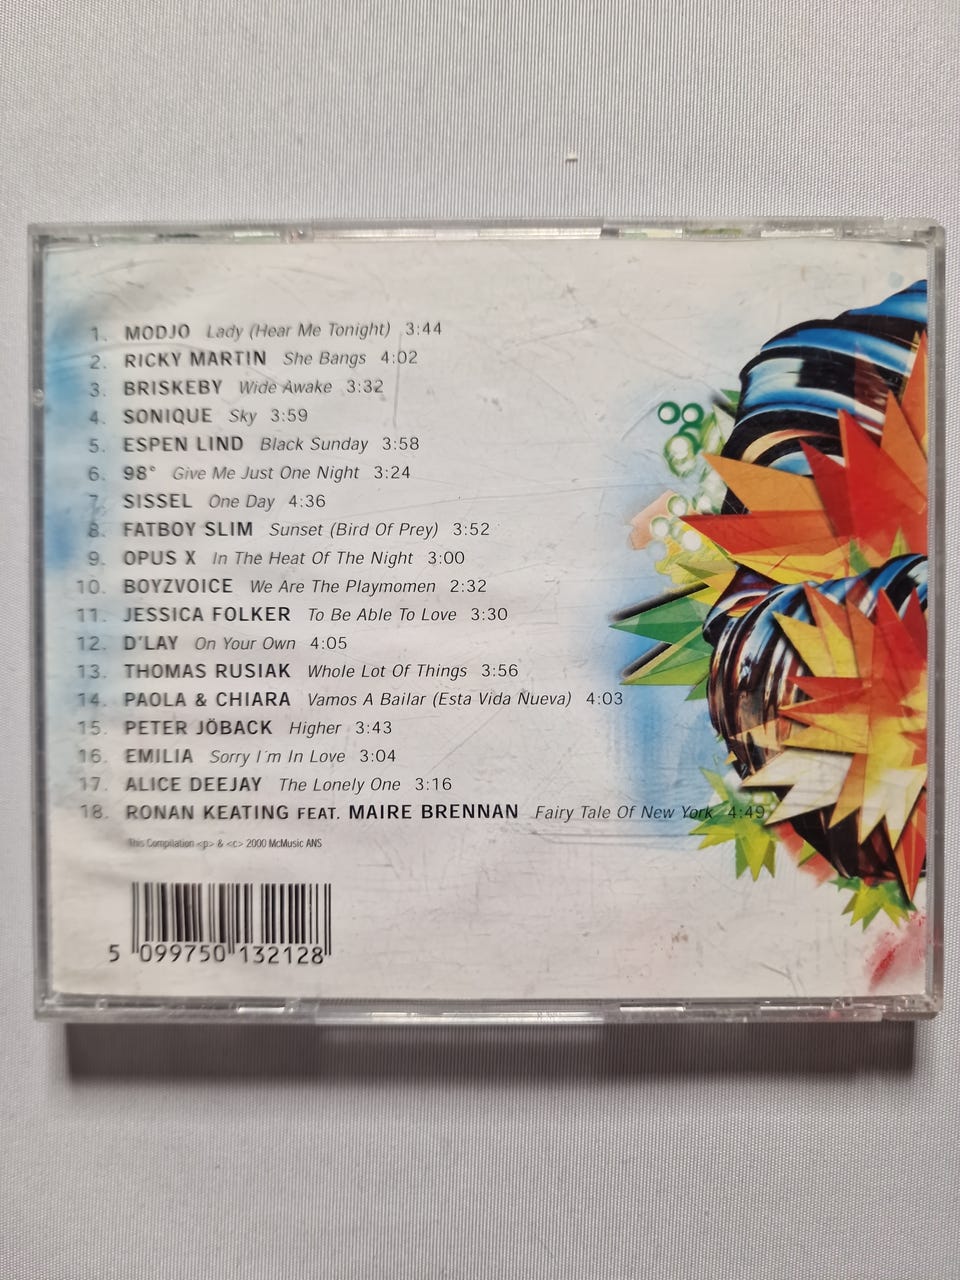 1. MODJO Lady (Hear Me Tonight) 3:44
2. RICKY MARTIN She Bangs 4:02
3. BRISKEBY Wide Awake 3:32
4. SONIQUE Sky 3:59
5. ESPEN LIND Black Sunday 3:58
6. 98° Give Me Just One Night 3:24
7. SISSEL One Day 4:36
8. FATBOY SLIM Sunset (Bird Of Prey) 3:52
9. OPUS X In The Heat Of The Night 3:00
10. BOYZVOICE We Are The Playmomen 2:32
11. JESSICA FOLKER To Be Able To Love 3:30
12. D'LAY On Your Own 4:05
13. THOMAS RUSIAK Whole Lot Of Things 3:56
14. PAOLA & CHIARA Vamos A Bailar (Esta Vida Nueva) 4:03
15. PETER JÖBACK Higher 3:43
16. EMILIA Sorry I´m In Love 3:04
17. ALICE DEEJAY The Lonely One 3:16
18. RONAN KEATING FEAT. MAIRE BRENNAN Fairy Tale Of New York 4:49
This Compilation <p> & <c> 2000 McMusic ANS
5 099750 132128